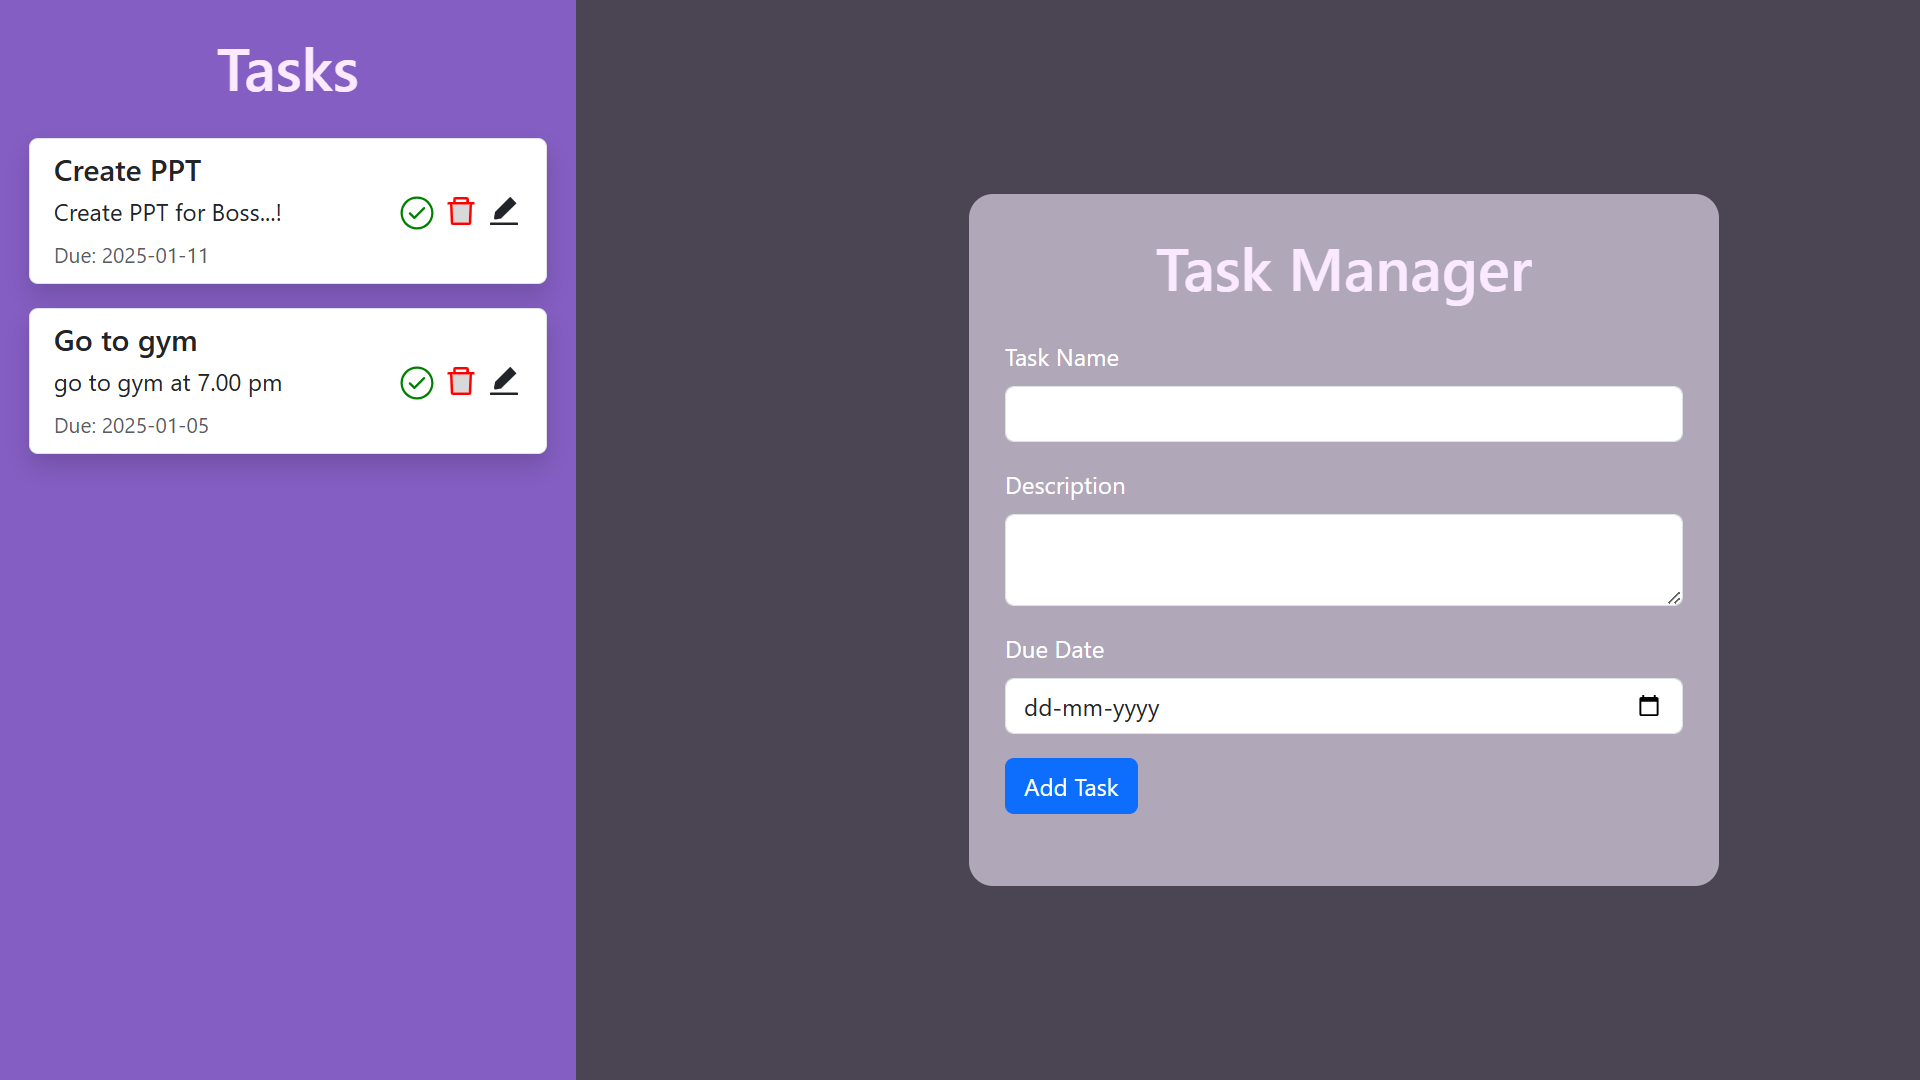 Tasks
Create PPT
Create PPT for Boss...!
Due: 2025-01-11
Go to gym
go to gym at 7.00 pm
Due: 2025-01-05
Task Manager
Task Name
Description
Due Date
dd-mm-yyyy
Add Task